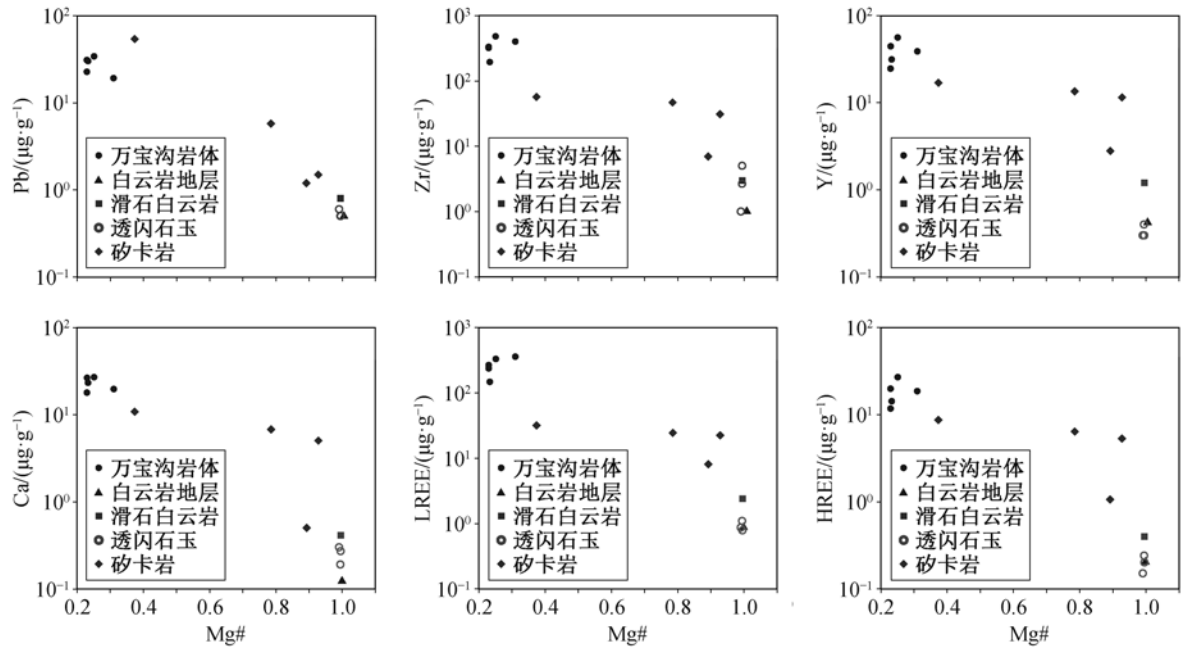 Pb/(μg·g⁻¹)
10²
10¹
10⁰
10⁻¹
万宝沟岩体
白云岩地层
滑石白云岩
透闪石玉
矽卡岩
Zr/(μg·g⁻¹)
10³
10²
10¹
10⁰
10⁻¹
万宝沟岩体
白云岩地层
滑石白云岩
透闪石玉
矽卡岩
Y/(μg·g⁻¹)
10²
10¹
10⁰
10⁻¹
万宝沟岩体
白云岩地层
滑石白云岩
透闪石玉
矽卡岩
Ca/(μg·g⁻¹)
10²
10¹
10⁰
10⁻¹
万宝沟岩体
白云岩地层
滑石白云岩
透闪石玉
矽卡岩
0.2 0.4 0.6 0.8 1.0
Mg#
LREE/(μg·g⁻¹)
10³
10²
10¹
10⁰
10⁻¹
万宝沟岩体
白云岩地层
滑石白云岩
透闪石玉
矽卡岩
0.2 0.4 0.6 0.8 1.0
Mg#
HREE/(μg·g⁻¹)
10²
10¹
10⁰
10⁻¹
万宝沟岩体
白云岩地层
滑石白云岩
透闪石玉
矽卡岩
0.2 0.4 0.6 0.8 1.0
Mg#